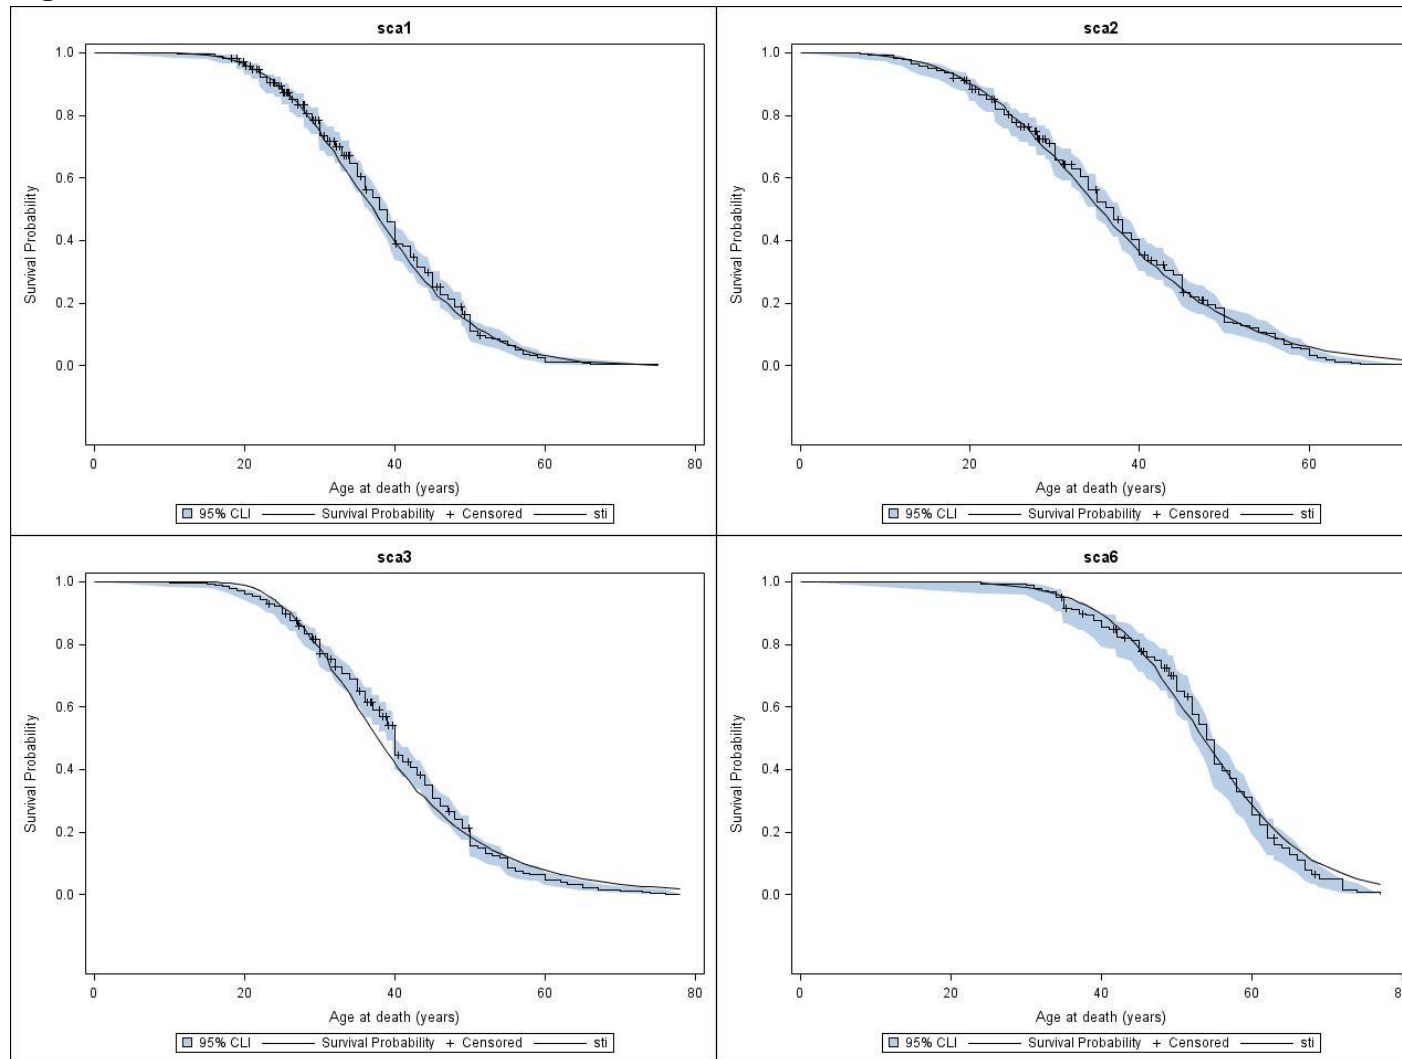 sca1
1.0
0.8
0.6
0.4
0.2
0.0
Survival Probability
0 20 40 60 80
Age at death (years)
95% CLI Survival Probability + Censored sti
sca2
1.0
0.8
0.6
0.4
0.2
0.0
Survival Probability
0 20 40 60
Age at death (years)
95% CLI Survival Probability + Censored sti
sca3
1.0
0.8
0.6
0.4
0.2
0.0
Survival Probability
0 20 40 60 80
Age at death (years)
95% CLI Survival Probability + Censored sti
sca6
1.0
0.8
0.6
0.4
0.2
0.0
Survival Probability
0 20 40 60
Age at death (years)
95% CLI Survival Probability + Censored sti